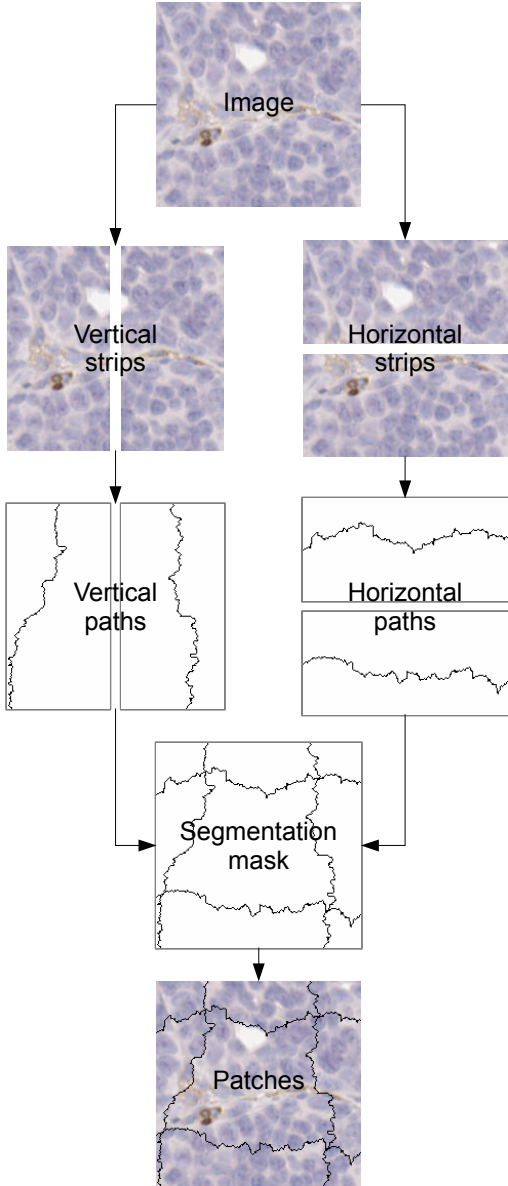 Image
Vertical
strips
Horizontal
strips
Vertical
paths
Horizontal
paths
Segmentation
mask
Patches